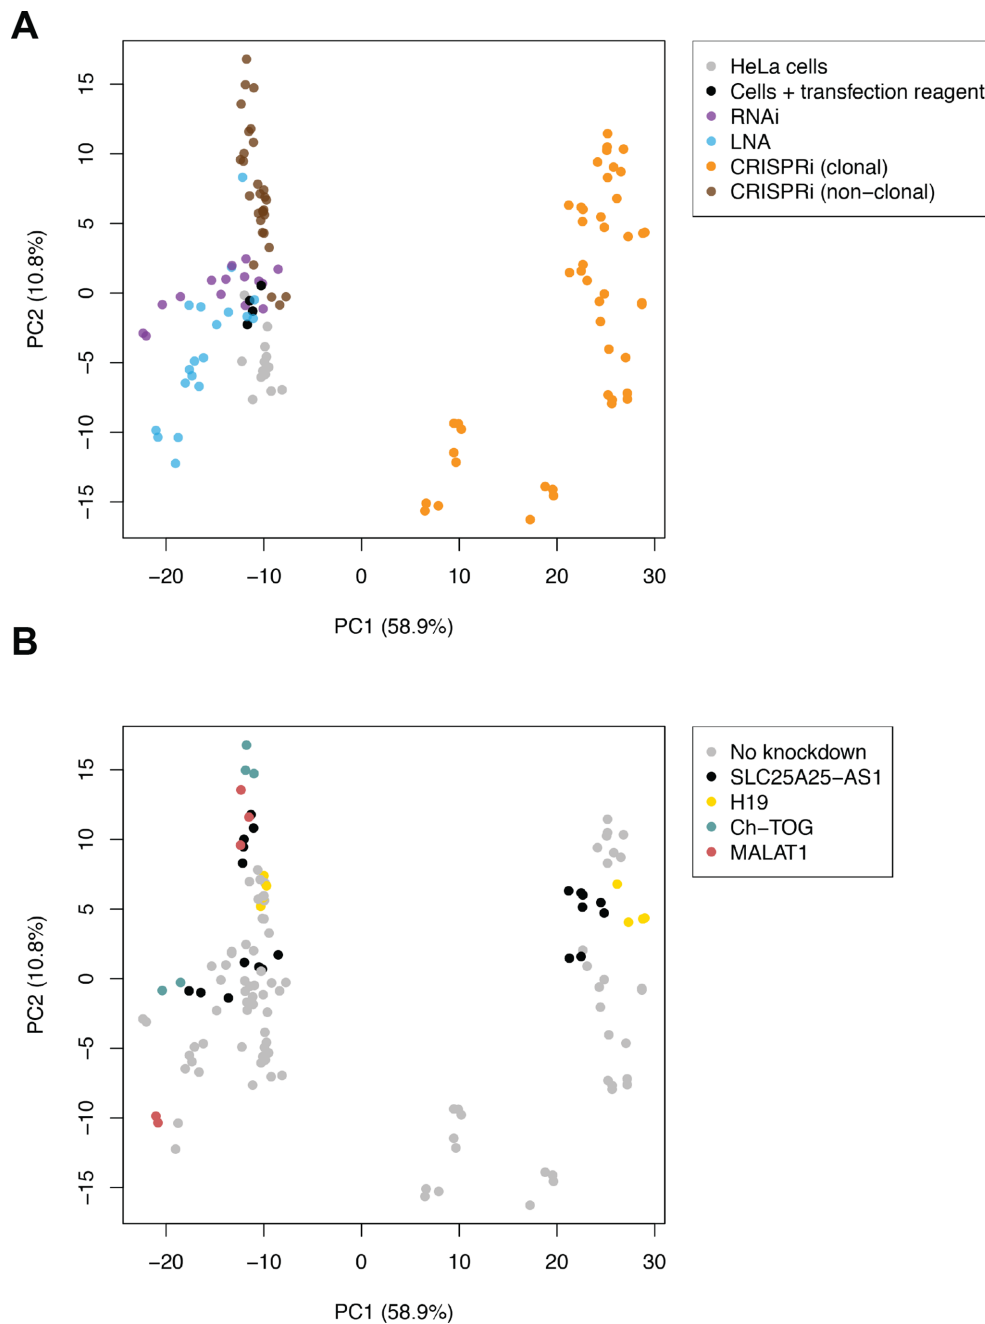 A
HeLa cells
Cells + transfection reagent
RNAi
LNA
CRISPRi (clonal)
CRISPRi (non−clonal)
PC2 (10.8%)
15
10
5
0
−5
−10
−15
−20 −10 0 10 20 30
PC1 (58.9%)
B
No knockdown
SLC25A25−AS1
H19
Ch−TOG
MALAT1
PC2 (10.8%)
15
10
5
0
−5
−10
−15
−20 −10 0 10 20 30
PC1 (58.9%)